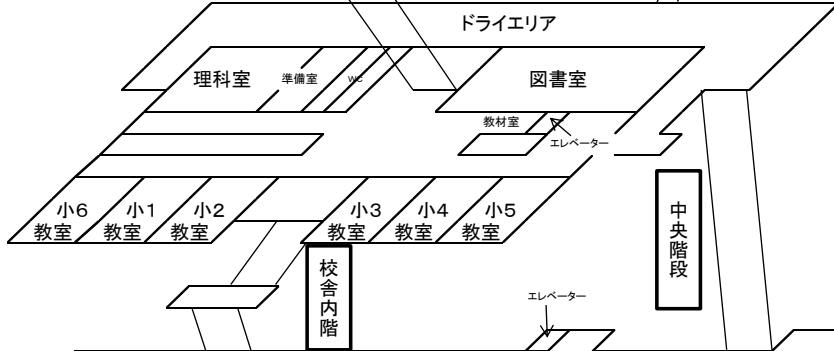 ドライエリア
理科室
準備室
wc
図書室
教材室
エレベーター
小6
教室
小1
教室
小2
教室
小3
教室
小4
教室
小5
教室
中央階段
校舎内階
エレベーター